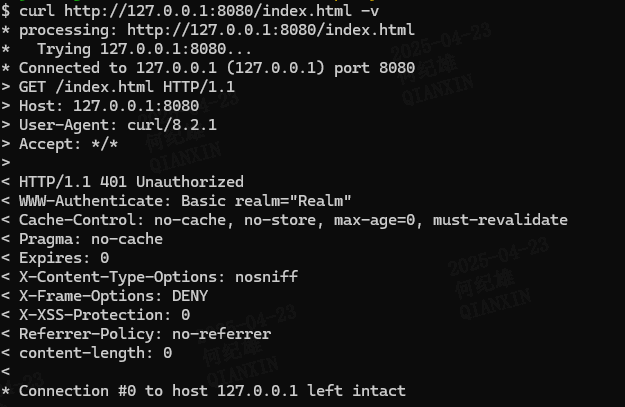 $ curl http://127.0.0.1:8080/index.html -v
* processing: http://127.0.0.1:8080/index.html
*   Trying 127.0.0.1:8080...
* Connected to 127.0.0.1 (127.0.0.1) port 8080
> GET /index.html HTTP/1.1
> Host: 127.0.0.1:8080
> User-Agent: curl/8.2.1
> Accept: */*
>
< HTTP/1.1 401 Unauthorized
< WWW-Authenticate: Basic realm="Realm"
< Cache-Control: no-cache, no-store, max-age=0, must-revalidate
< Pragma: no-cache
< Expires: 0
< X-Content-Type-Options: nosniff
< X-Frame-Options: DENY
< X-XSS-Protection: 0
< Referrer-Policy: no-referrer
< content-length: 0
<
* Connection #0 to host 127.0.0.1 left intact
2025-04-23
何纪雄
QIANXIN